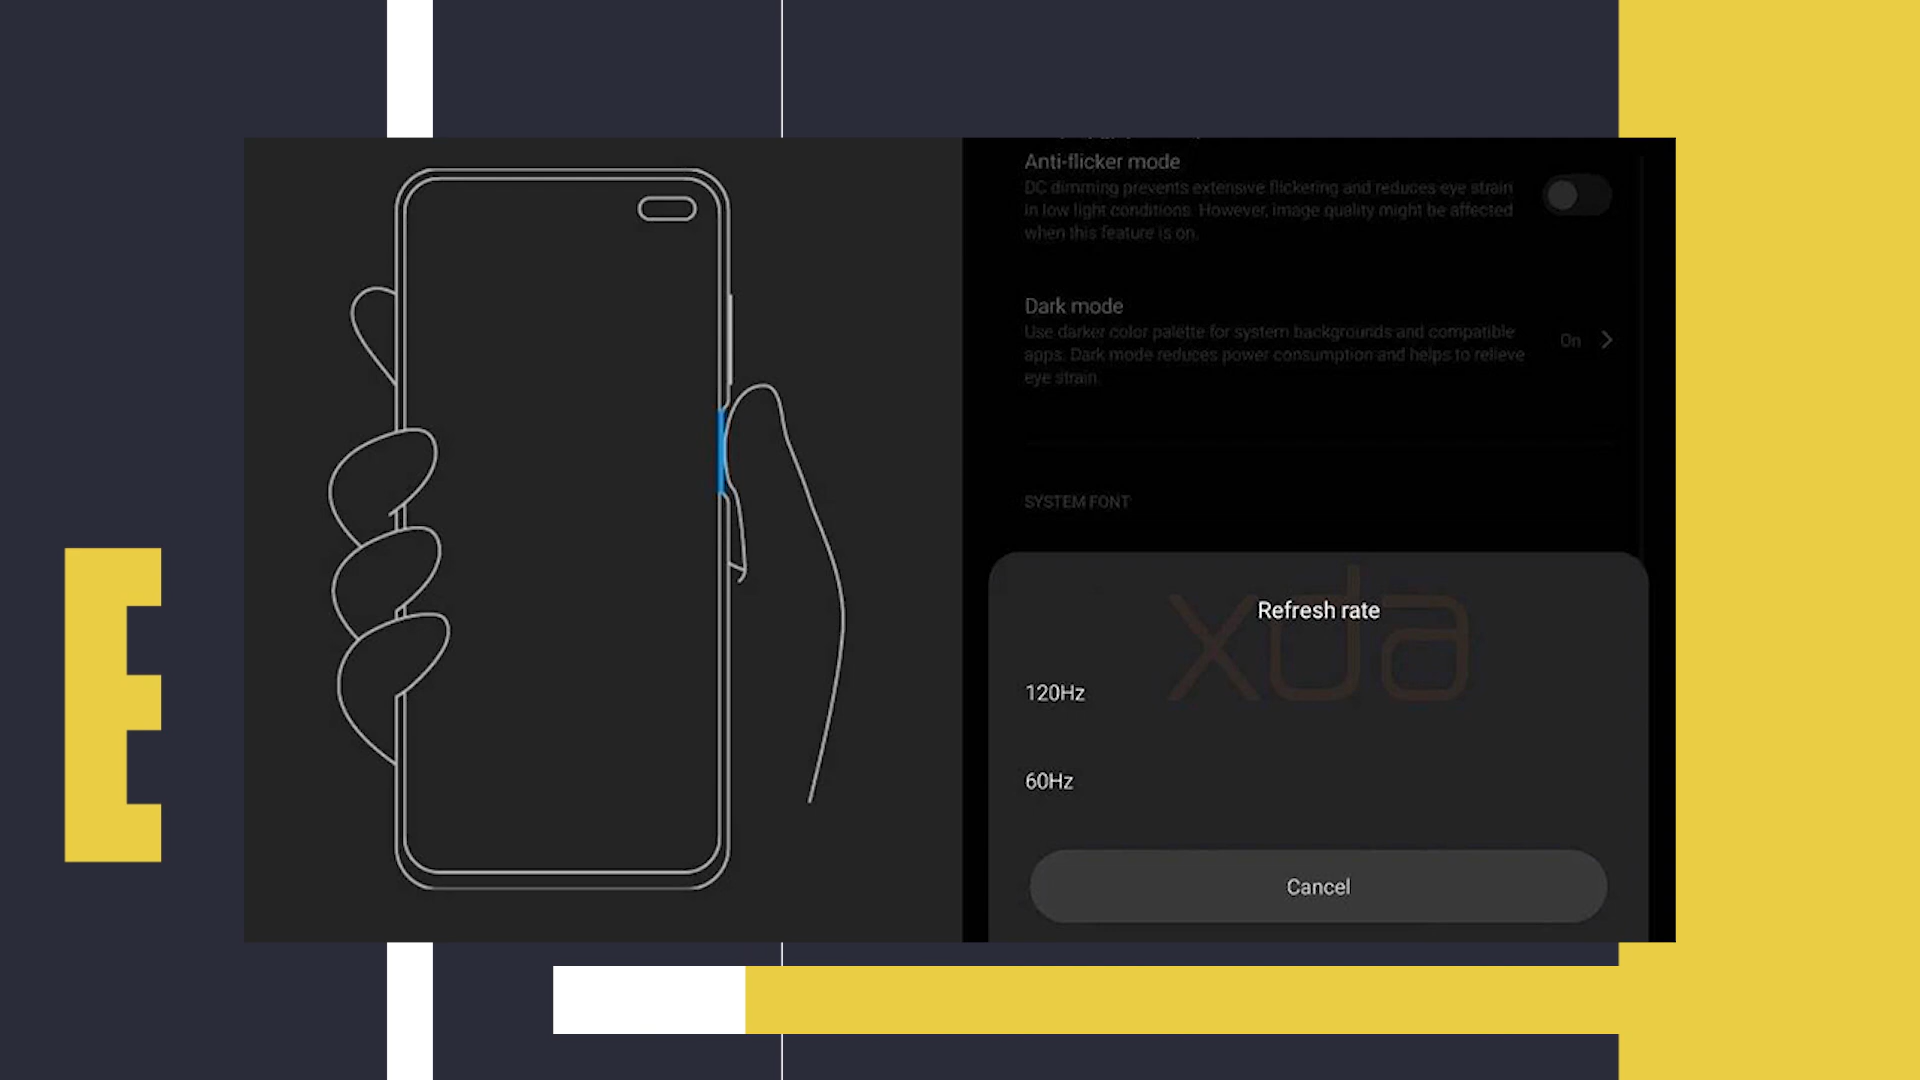 Anti-flicker mode
DC dimming prevents extensive flickering and reduces eye strain
in low light conditions. However, image quality might be affected
when this feature is on.
Dark mode
Use darker color palette for system backgrounds and compatible
apps. Dark mode reduces power consumption and helps to relieve
eye strain.
On
SYSTEM FONT
xda
Refresh rate
120Hz
60Hz
Cancel
E